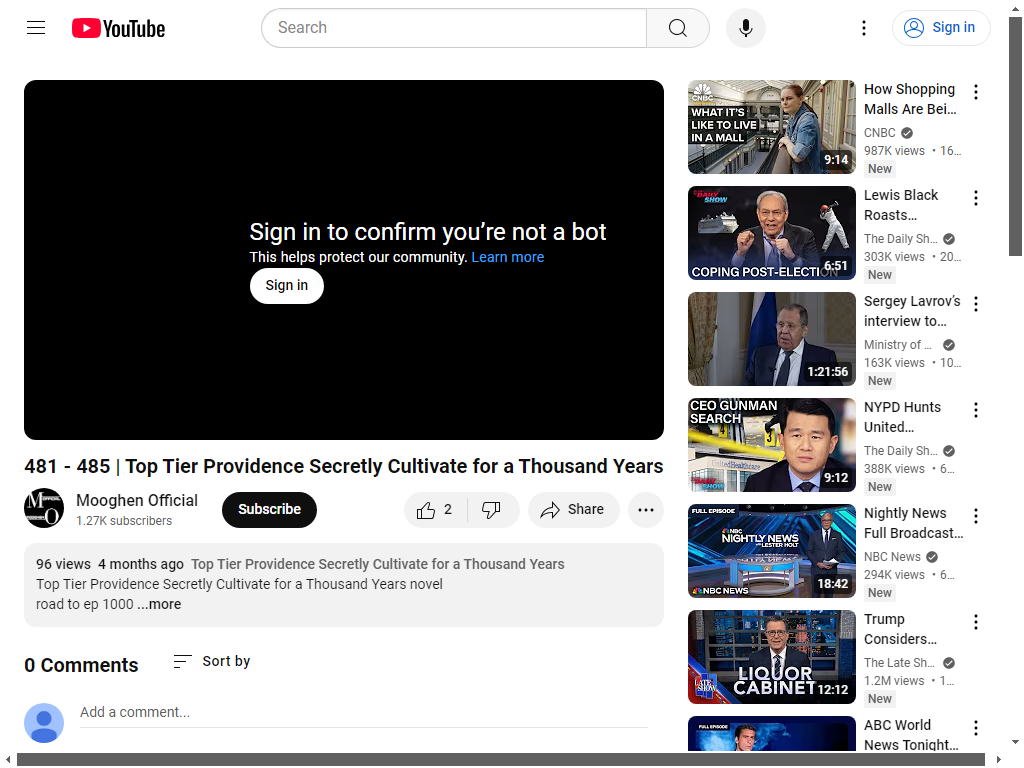 YouTube
Search
Sign in
Sign in to confirm you're not a bot
This helps protect our community. Learn more
Sign in
481 - 485 | Top Tier Providence Secretly Cultivate for a Thousand Years
Mooghen Official
1.27K subscribers
Subscribe
2
Share
96 views 4 months ago Top Tier Providence Secretly Cultivate for a Thousand Years
Top Tier Providence Secretly Cultivate for a Thousand Years novel
road to ep 1000 ...more
0 Comments
Sort by
Add a comment...
CNBC
WHAT IT'S
LIKE TO LIVE
IN A MALL
9:14
How Shopping
Malls Are Bei...
CNBC
987K views • 16...
New
DAILY
SHOW
COPING POST-ELECTION
6:51
Lewis Black
Roasts...
The Daily Sh...
303K views • 20...
New
1:21:56
Sergey Lavrov's
interview to...
Ministry of ...
163K views • 10...
New
CEO GUNMAN
SEARCH
UnitedHealthcare
DAILY
SHOW
9:12
NYPD Hunts
United...
The Daily Sh...
388K views • 6...
New
FULL EPISODE
NBC
NIGHTLY NEWS
WITH LESTER HOLT
NBC NEWS
18:42
Nightly News
Full Broadcast...
NBC News
294K views • 6...
New
LATE SHOW
LIQUOR
CABINET
12:12
Trump
Considers...
The Late Sh...
1.2M views • 1...
New
FULL EPISODE
ABC World
News Tonight...